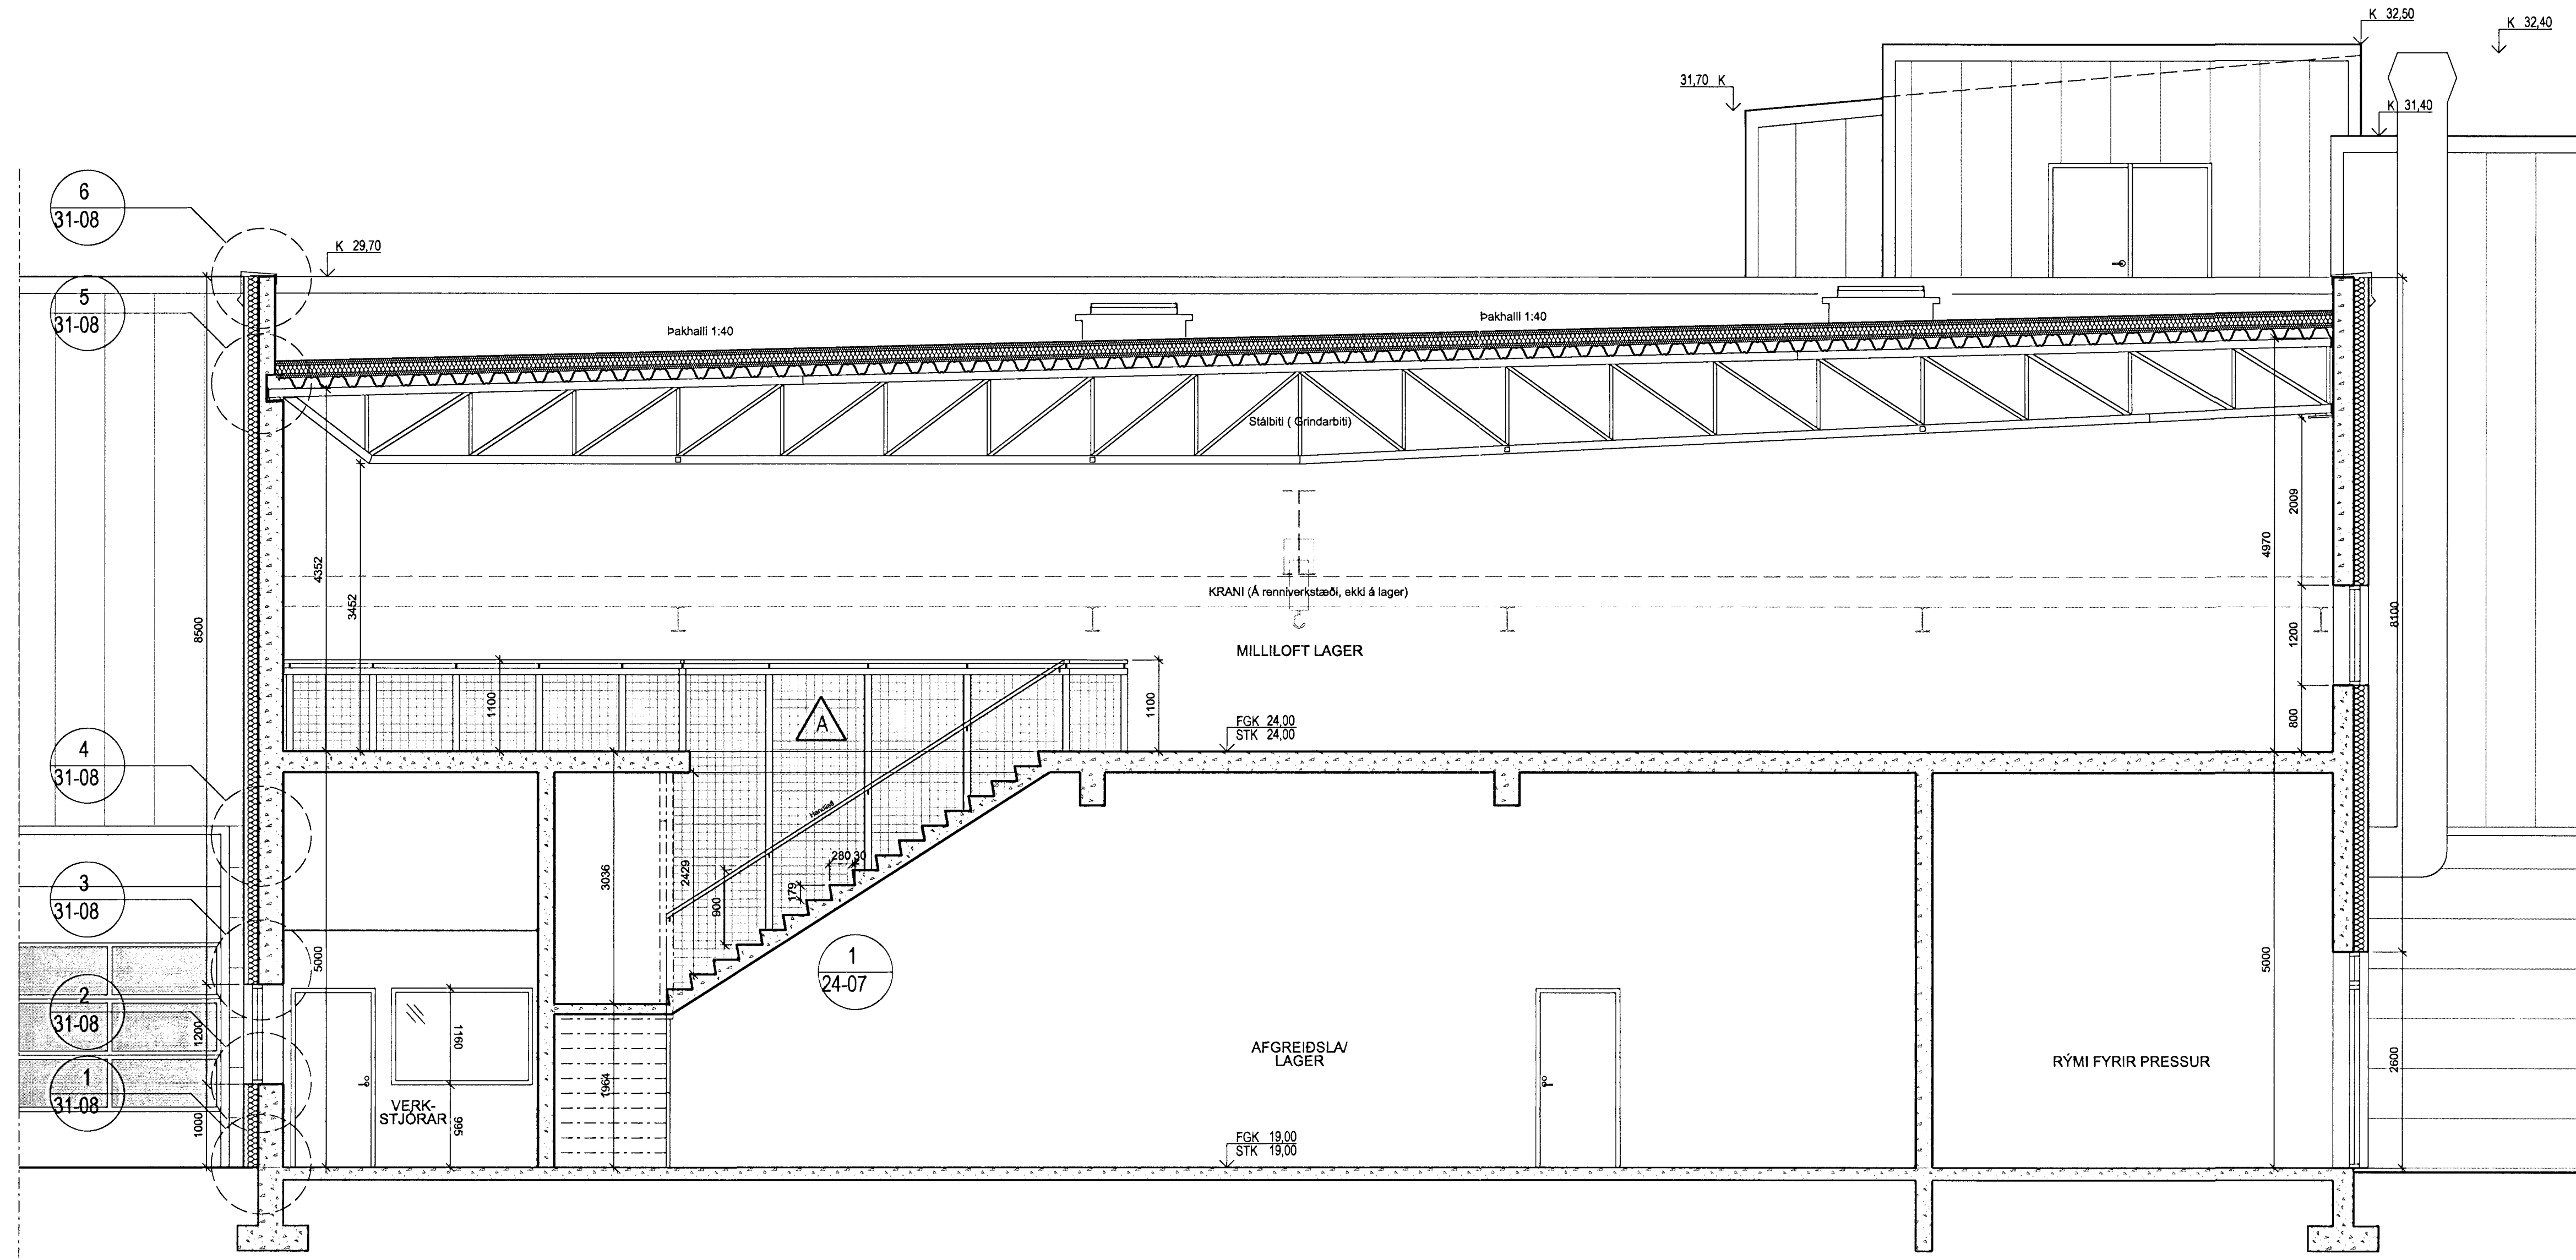 K 32,50
K 32,40
31,70 K
K 31,40
6
31-08
K 29,70
5
31-08
Þakhalli 1:40
Þakhalli 1:40
Stálbiti ( Grindarbiti)
2009
4352
4970
3452
KRANI (Á renniverkstæði, ekki á lager)
8500
8100
1200
MILLILOFT LAGER
1100
1100
A
800
FGK 24,00
STK 24,00
4
31-08
Handlisti
280 30
179
3036
2429
900
3
31-08
1
24-07
5000
5000
2
31-08
1200
1160
AFGREIÐSLA/
LAGER
RÝMI FYRIR PRESSUR
2600
1
31-08
1964
VERK-
STJÓRAR
1000
995
FGK 19,00
STK 19,00